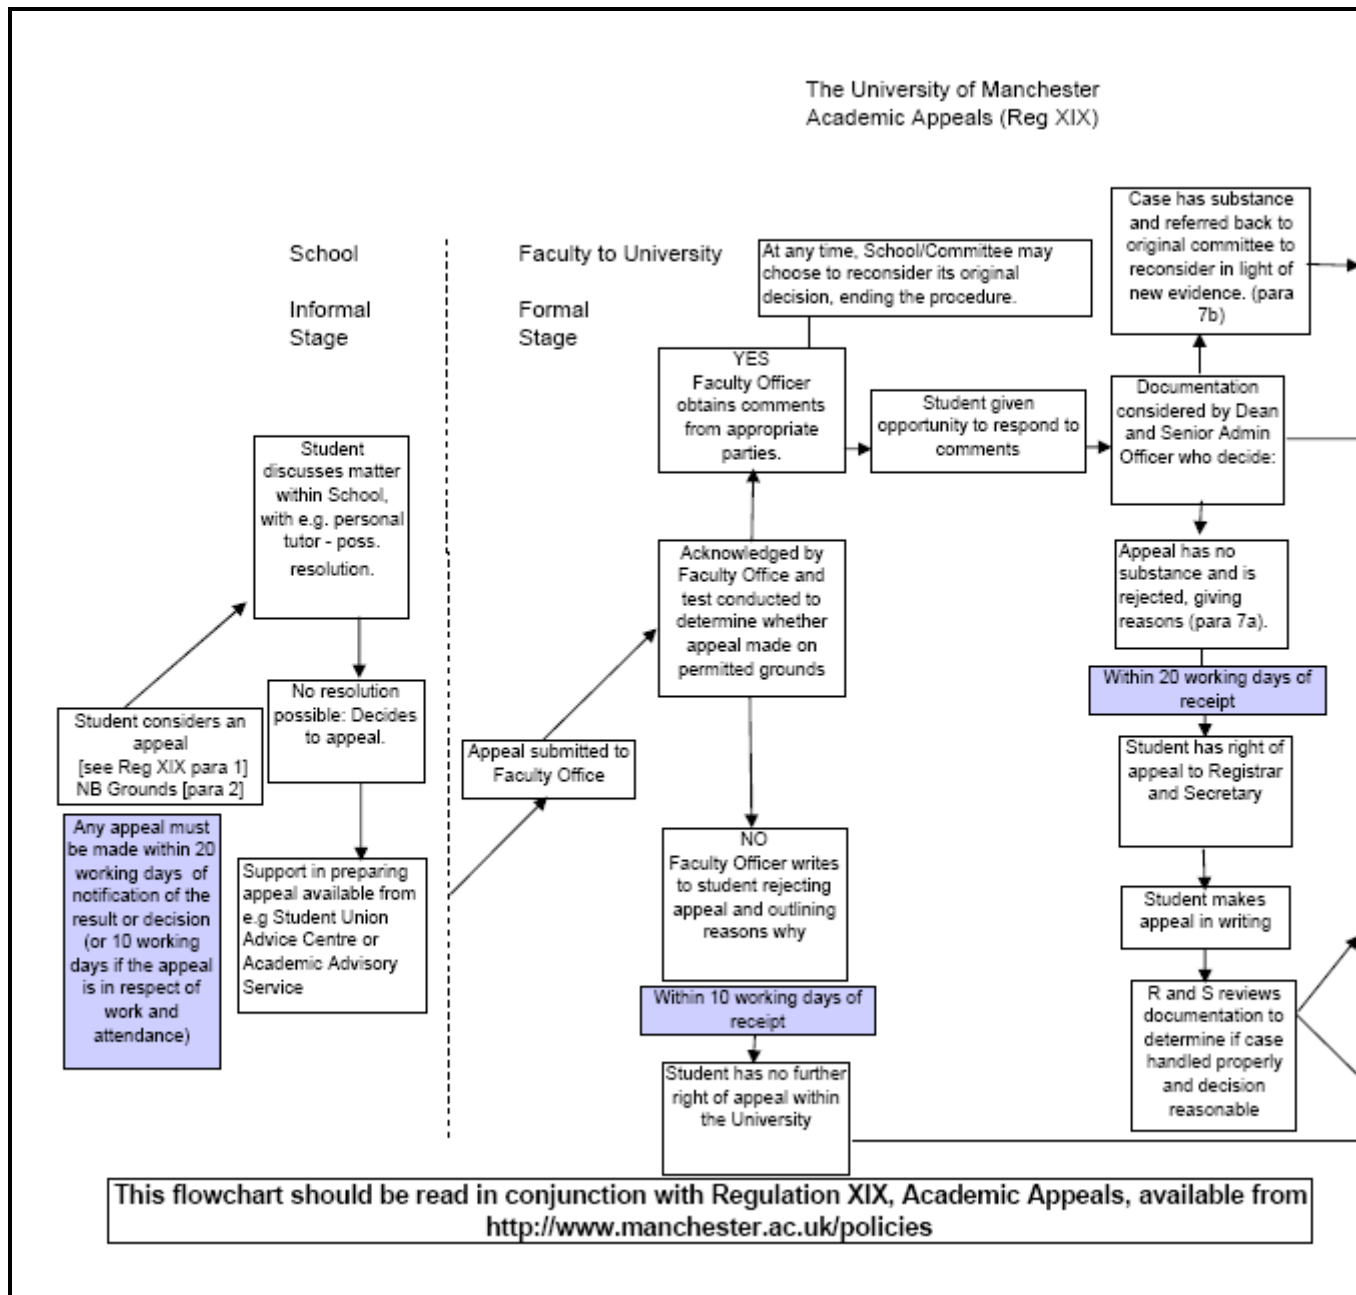 The University of Manchester
Academic Appeals (Reg XIX)
School
Informal
Stage
Faculty to University
Formal
Stage
At any time, School/Committee may
choose to reconsider its original
decision, ending the procedure.
Case has substance
and referred back to
original committee to
reconsider in light of
new evidence. (para
7b)
YES
Faculty Officer
obtains comments
from appropriate
parties.
Student given
opportunity to respond to
comments
Documentation
considered by Dean
and Senior Admin
Officer who decide:
Student
discusses matter
within School,
with e.g. personal
tutor - poss.
resolution.
Acknowledged by
Faculty Office and
test conducted to
determine whether
appeal made on
permitted grounds
Appeal has no
substance and is
rejected, giving
reasons (para 7a).
Within 20 working days of
receipt
No resolution
possible: Decides
to appeal.
Student considers an
appeal
[see Reg XIX para 1]
NB Grounds [para 2]
Appeal submitted to
Faculty Office
Student has right of
appeal to Registrar
and Secretary
Any appeal must
be made within 20
working days of
notification of the
result or decision
(or 10 working
days if the appeal
is in respect of
work and
attendance)
Support in preparing
appeal available from
e.g Student Union
Advice Centre or
Academic Advisory
Service
NO
Faculty Officer writes
to student rejecting
appeal and outlining
reasons why
Student makes
appeal in writing
Within 10 working days of
receipt
R and S reviews
documentation to
determine if case
handled properly
and decision
reasonable
Student has no further
right of appeal within
the University
This flowchart should be read in conjunction with Regulation XIX, Academic Appeals, available from
http://www.manchester.ac.uk/policies